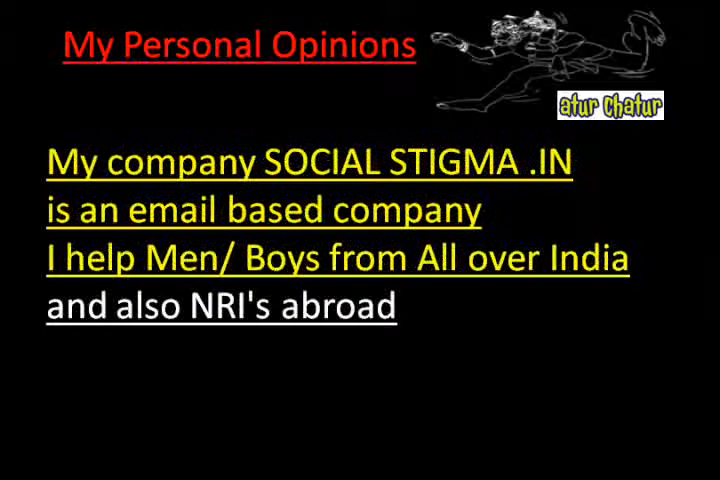 My Personal Opinions
atur Chatur
My company SOCIAL STIGMA .IN
is an email based company
I help Men/ Boys from All over India
and also NRI's abroad